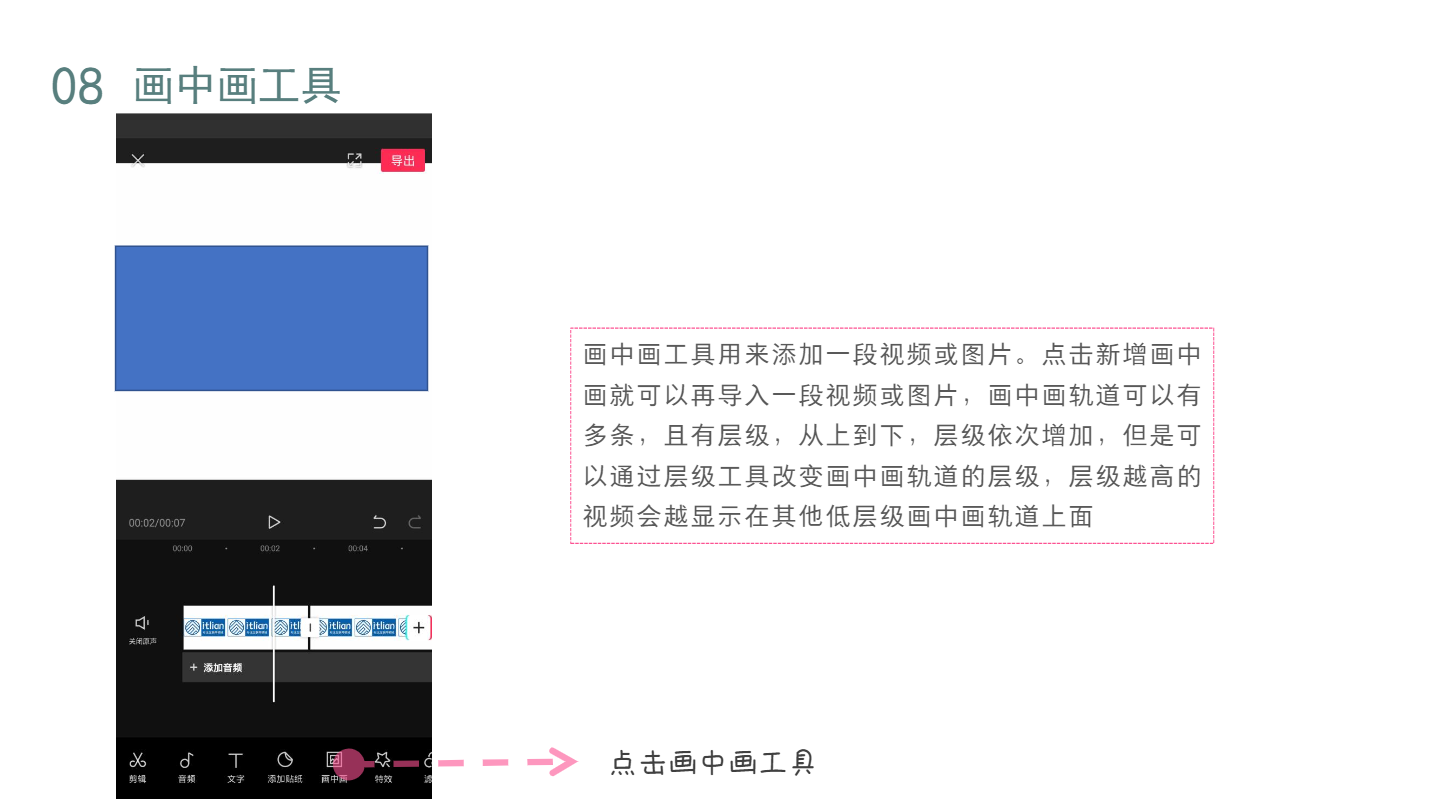 08 画中画工具
导出
画中画工具用来添加一段视频或图片。点击新增画中
画就可以再导入一段视频或图片，画中画轨道可以有
多条，且有层级，从上到下，层级依次增加，但是可
以通过层级工具改变画中画轨道的层级，层级越高的
视频会越显示在其他低层级画中画轨道上面
00:02/00:07
00:00 00:02 00:04
关闭原声
itlian itlian itl itlian itlian
+ 添加音频
剪辑 音频 文字 添加贴纸 画中画 特效
点击画中画工具